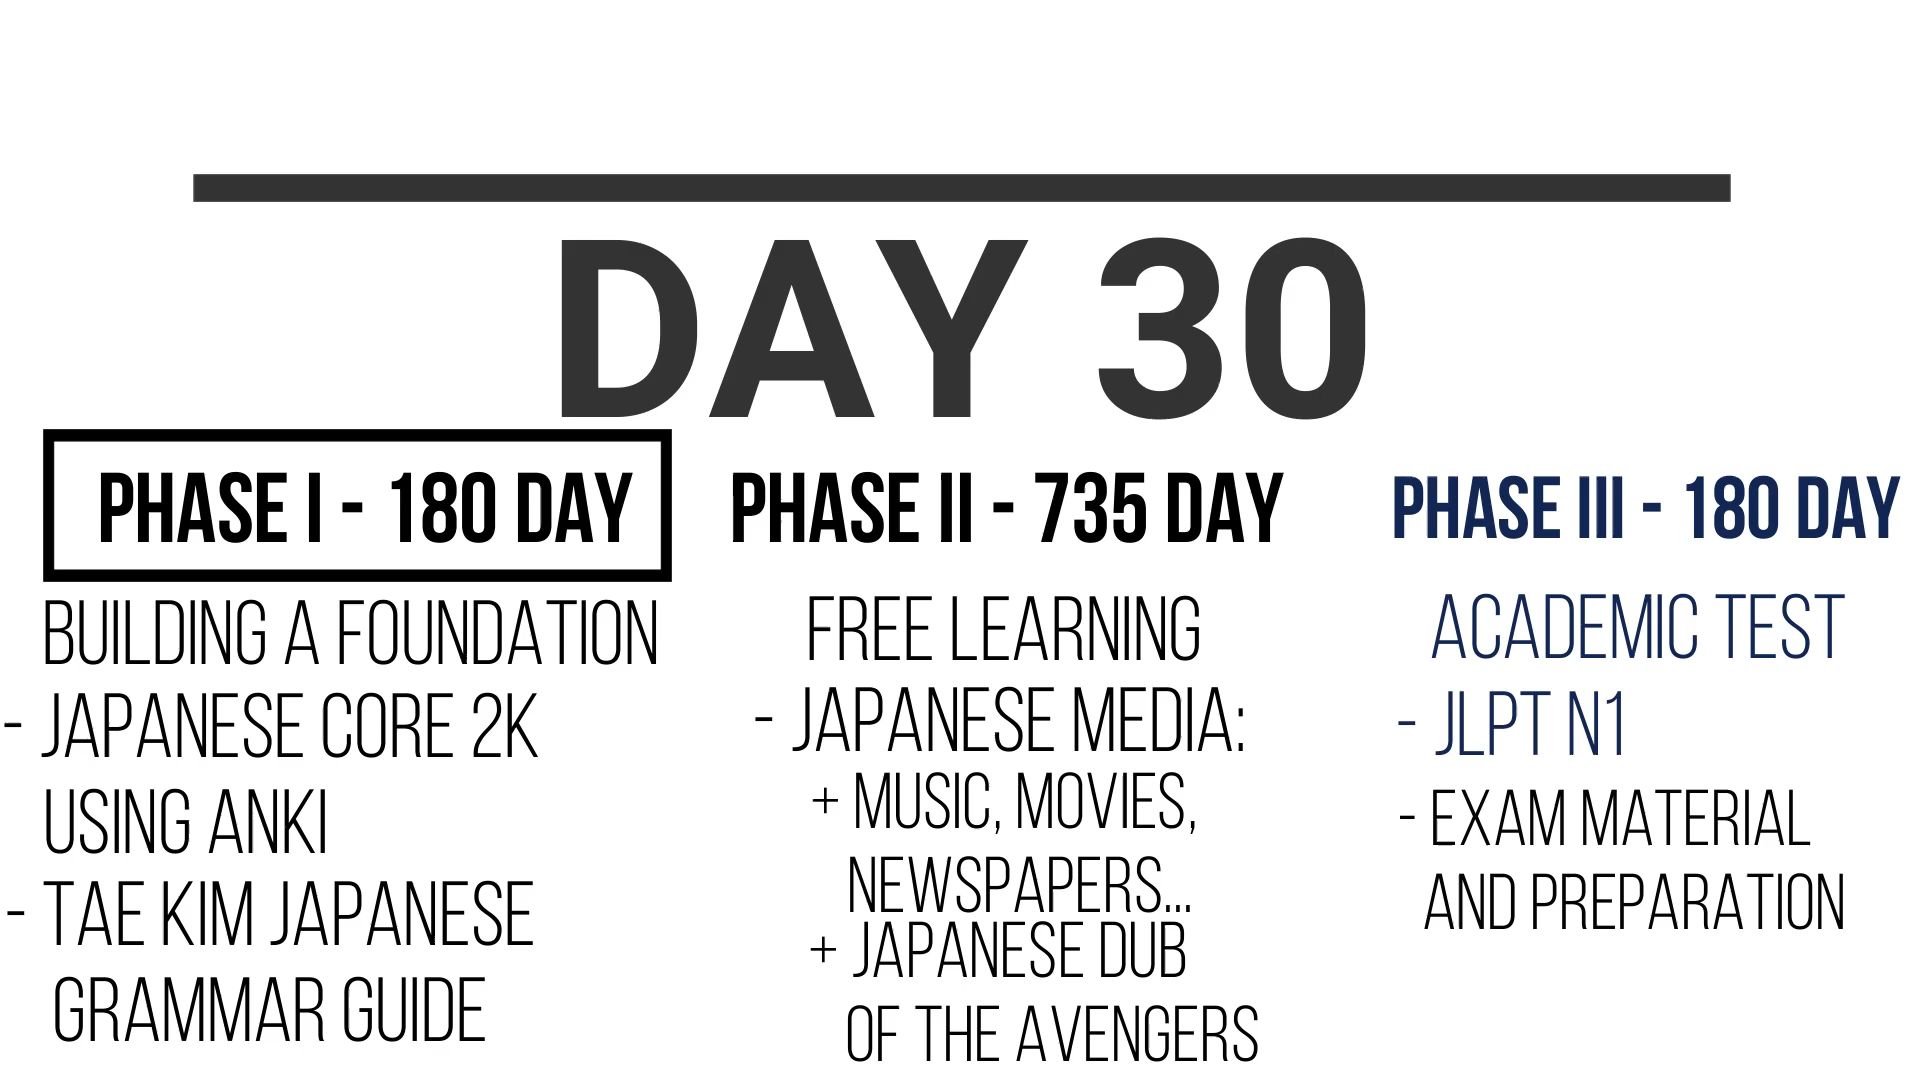 DAY 30
PHASE I - 180 DAY
BUILDING A FOUNDATION
- JAPANESE CORE 2K
USING ANKI
- TAE KIM JAPANESE
GRAMMAR GUIDE
PHASE II - 735 DAY
FREE LEARNING
- JAPANESE MEDIA:
+ MUSIC, MOVIES,
NEWSPAPERS...
+ JAPANESE DUB
OF THE AVENGERS
PHASE III - 180 DAY
ACADEMIC TEST
- JLPT N1
- EXAM MATERIAL
AND PREPARATION